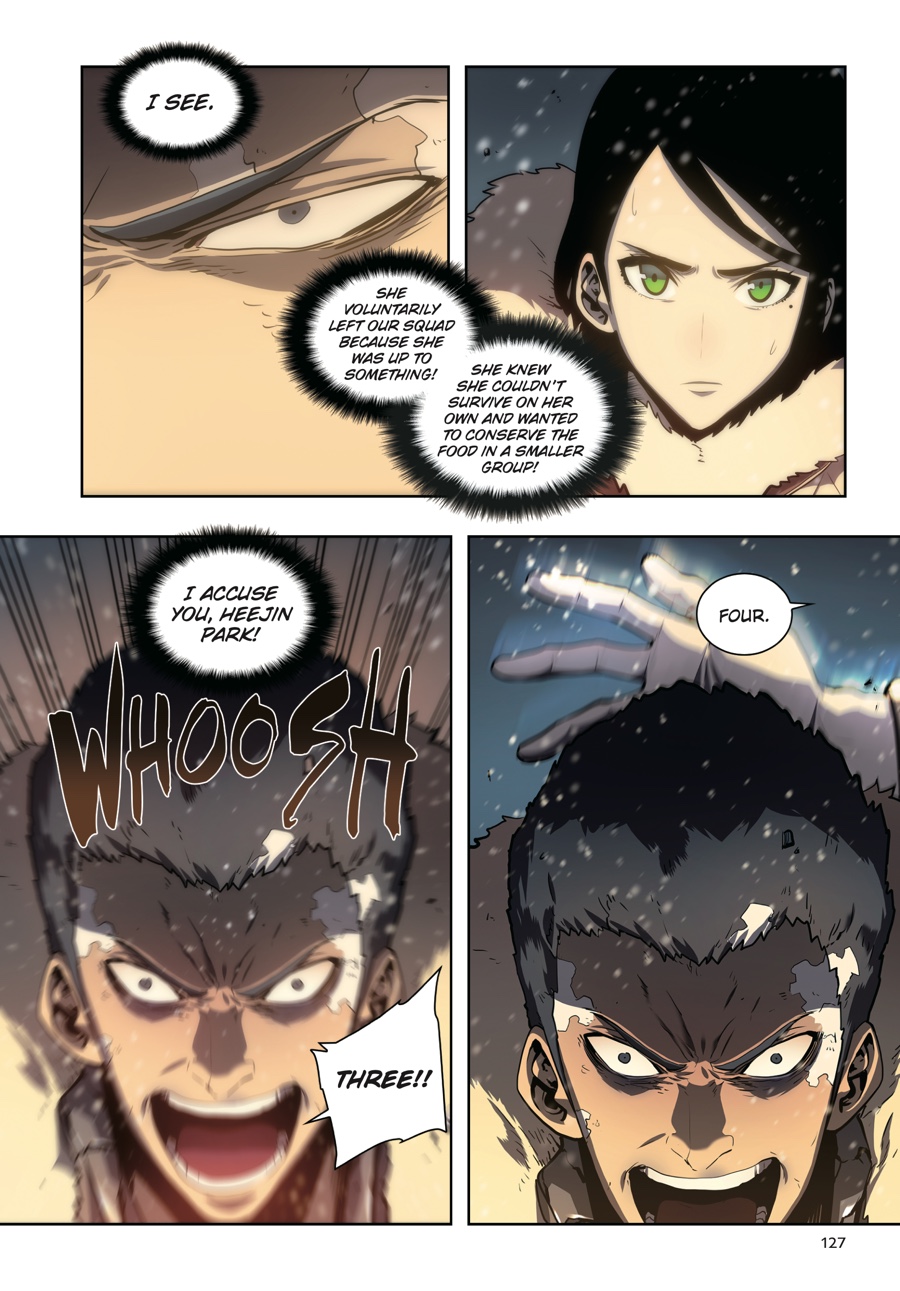 I SEE.
SHE
VOLUNTARILY
LEFT OUR SQUAD
BECAUSE SHE
WAS UP TO
SOMETHING!
SHE KNEW
SHE COULDN'T
SURVIVE ON HER
OWN AND WANTED
TO CONSERVE THE
FOOD IN A SMALLER
GROUP!
I ACCUSE
YOU, HEEJIN
PARK!
WHOOSH
THREE!!
FOUR.
127